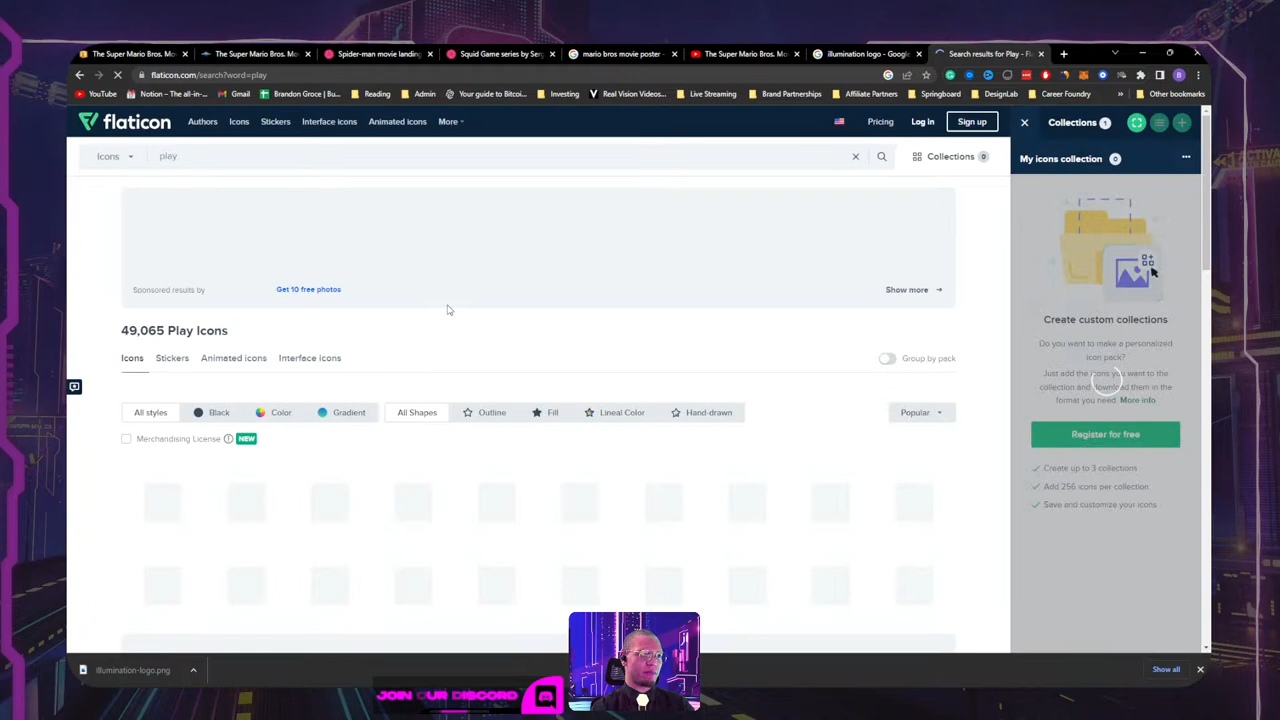 The Super Mario Bros. Mov
The Super Mario Bros. Mov
Spider-man movie landing
Squid Game series by Serg
mario bros movie poster -
The Super Mario Bros. Mo
illumination logo - Google
Search results for Play - Fl
flaticon.com/search?word=play
YouTube
Notion – The all-in-...
Gmail
Brandon Groce | Bu...
Reading
Admin
Your guide to Bitcoi...
Investing
Real Vision Videos...
Live Streaming
Brand Partnerships
Affiliate Partners
Springboard
DesignLab
Career Foundry
»
Other bookmarks
flaticon
Authors
Icons
Stickers
Interface icons
Animated icons
More
Pricing
Log in
Sign up
Collections 1
Icons
play
Collections 0
My icons collection 0
Sponsored results by
Get 10 free photos
Show more
49,065 Play Icons
Icons
Stickers
Animated icons
Interface icons
Group by pack
All styles
Black
Color
Gradient
All Shapes
Outline
Fill
Lineal Color
Hand-drawn
Popular
Merchandising License
NEW
Create custom collections
Do you want to make a personalized
icon pack?
Just add the icons you want to the
collection and download them in the
format you need. More info
Register for free
Create up to 3 collections
Add 256 icons per collection
Save and customize your icons
illumination-logo.png
Show all
JOIN OUR DISCORD